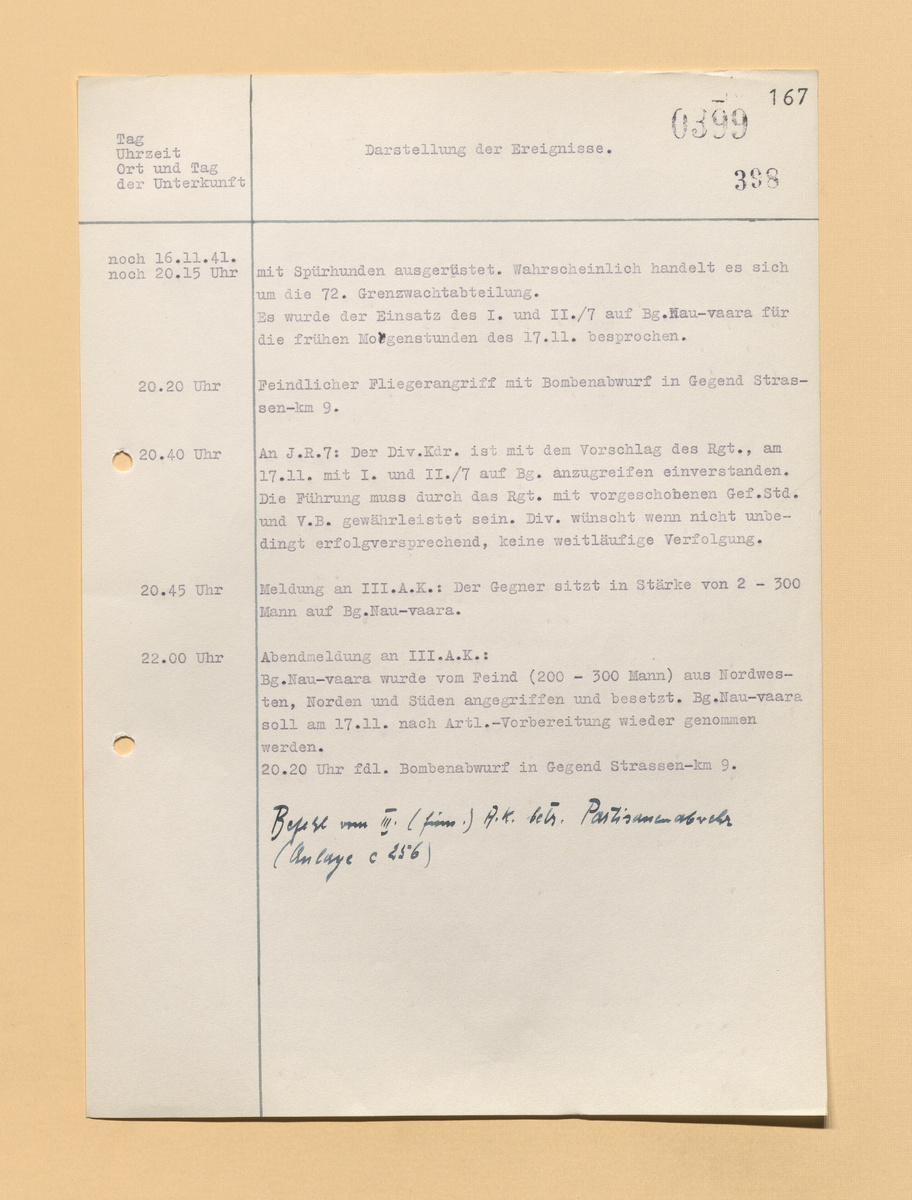 167
0399
398
Tag
Uhrzeit
Ort und Tag
der Unterkunft
Darstellung der Ereignisse.
noch 16.11.41.
noch 20.15 Uhr
mit Spürhunden ausgerüstet. Wahrscheinlich handelt es sich
um die 72. Grenzwachtabteilung.
Es wurde der Einsatz des I. und II./7 auf Bg.Nau-vaara für
die frühen Morgenstunden des 17.11. besprochen.
20.20 Uhr
Feindlicher Fliegerangriff mit Bombenabwurf in Gegend Stras-
sen-km 9.
20.40 Uhr
An J.R.7: Der Div.Kdr. ist mit dem Vorschlag des Rgt., am
17.11. mit I. und II./7 auf Bg. anzugreifen einverstanden.
Die Führung muss durch das Rgt. mit vorgeschobenen Gef.Std.
und V.B. gewährleistet sein. Div. wünscht wenn nicht unbe-
dingt erfolgversprechend, keine weitläufige Verfolgung.
20.45 Uhr
Meldung an III.A.K.: Der Gegner sitzt in Stärke von 2 - 300
Mann auf Bg.Nau-vaara.
22.00 Uhr
Abendmeldung an III.A.K.:
Bg.Nau-vaara wurde vom Feind (200 - 300 Mann) aus Nordwes-
ten, Norden und Süden angegriffen und besetzt. Bg.Nau-vaara
soll am 17.11. nach Artl.-Vorbereitung wieder genommen
werden.
20.20 Uhr fdl. Bombenabwurf in Gegend Strassen-km 9.
Befehl vom III. (finn.) A.K. betr. Partisanenabwehr
(Anlage c 256)